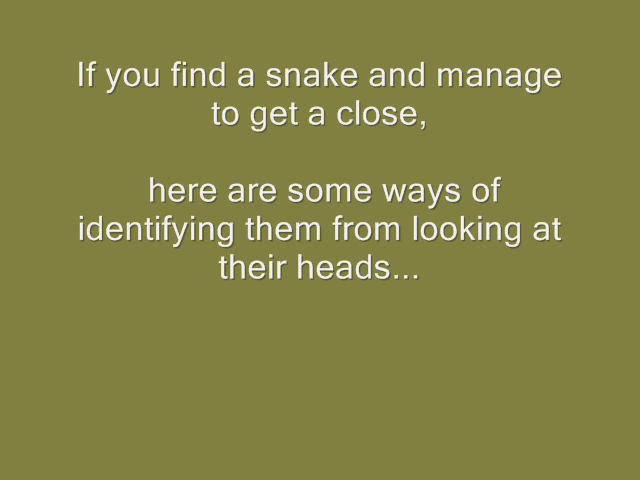 If you find a snake and manage
to get a close,
here are some ways of
identifying them from looking at
their heads...